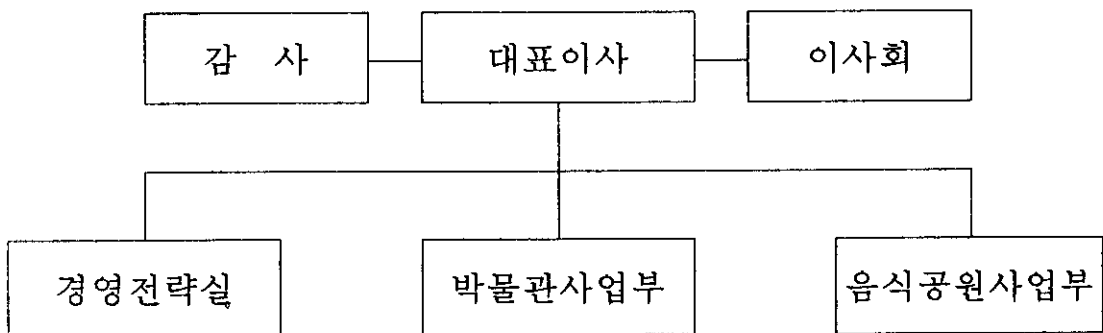 감 사
대표이사
이사회
경영전략실
박물관사업부
음식공원사업부